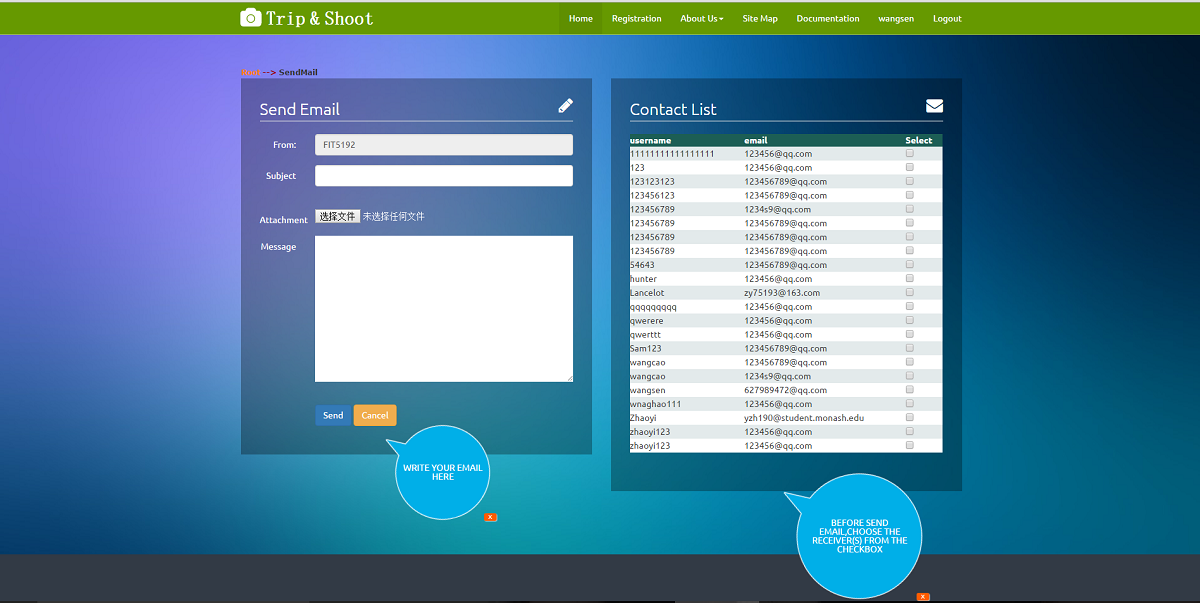 Trip & Shoot
Home Registration About Us Site Map Documentation wangsen Logout
Root --> SendMail
Send Email
From: FIT5192
Subject
Attachment 选择文件 未选择任何文件
Message
Send Cancel
WRITE YOUR EMAIL
HERE
x
Contact List
username email Select
11111111111111111 123456@qq.com
123 123456@qq.com
123123123 123456789@qq.com
123456123 123456789@qq.com
123456789 1234s9@qq.com
123456789 123456789@qq.com
123456789 123456789@qq.com
123456789 123456789@qq.com
54643 123456789@qq.com
hunter 123456@qq.com
Lancelot zy75193@163.com
qqqqqqqqq 123456@qq.com
qwerere 123456@qq.com
qwerttt 123456@qq.com
Sam123 123456789@qq.com
wangcao 123456789@qq.com
wangcao 1234s9@qq.com
wangsen 627989472@qq.com
wnaghao111 123456@qq.com
Zhaoyi yzh190@student.monash.edu
zhaoyi123 123456@qq.com
zhaoyi123 123456@qq.com
BEFORE SEND
EMAIL,CHOOSE THE
RECEIVER(S) FROM THE
CHECKBOX
x